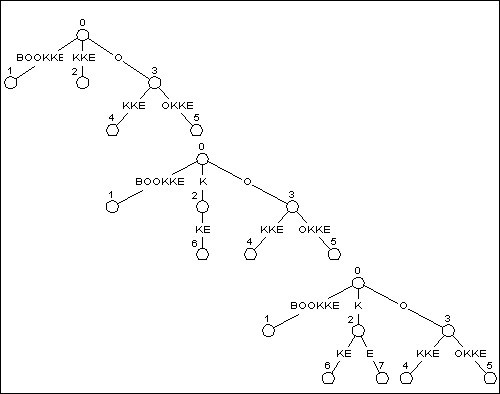 0
BOOKKE KKE O
1 2 3
KKE OKKE
4 5
0
BOOKKE K O
1 2 3
KE KKE OKKE
6 4 5
0
BOOKKE K O
1 2 3
KE E KKE OKKE
6 7 4 5